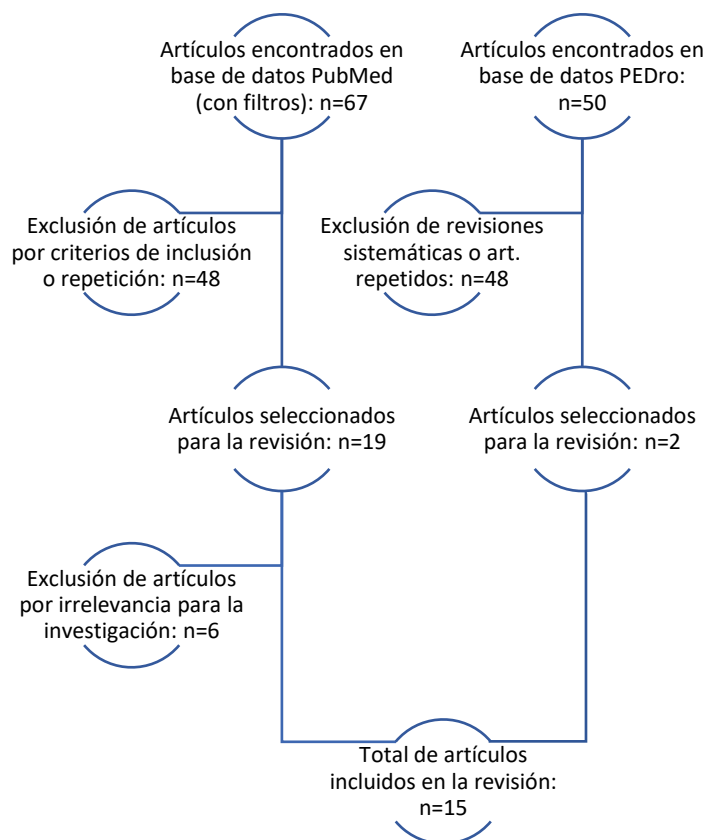 Artículos encontrados en
base de datos PubMed
(con filtros): n=67
Artículos encontrados en
base de datos PEDro:
n=50
Exclusión de artículos
por criterios de inclusión
o repetición: n=48
Exclusión de revisiones
sistemáticas o art.
repetidos: n=48
Artículos seleccionados
para la revisión: n=19
Artículos seleccionados
para la revisión: n=2
Exclusión de artículos
por irrelevancia para la
investigación: n=6
Total de artículos
incluidos en la revisión:
n=15